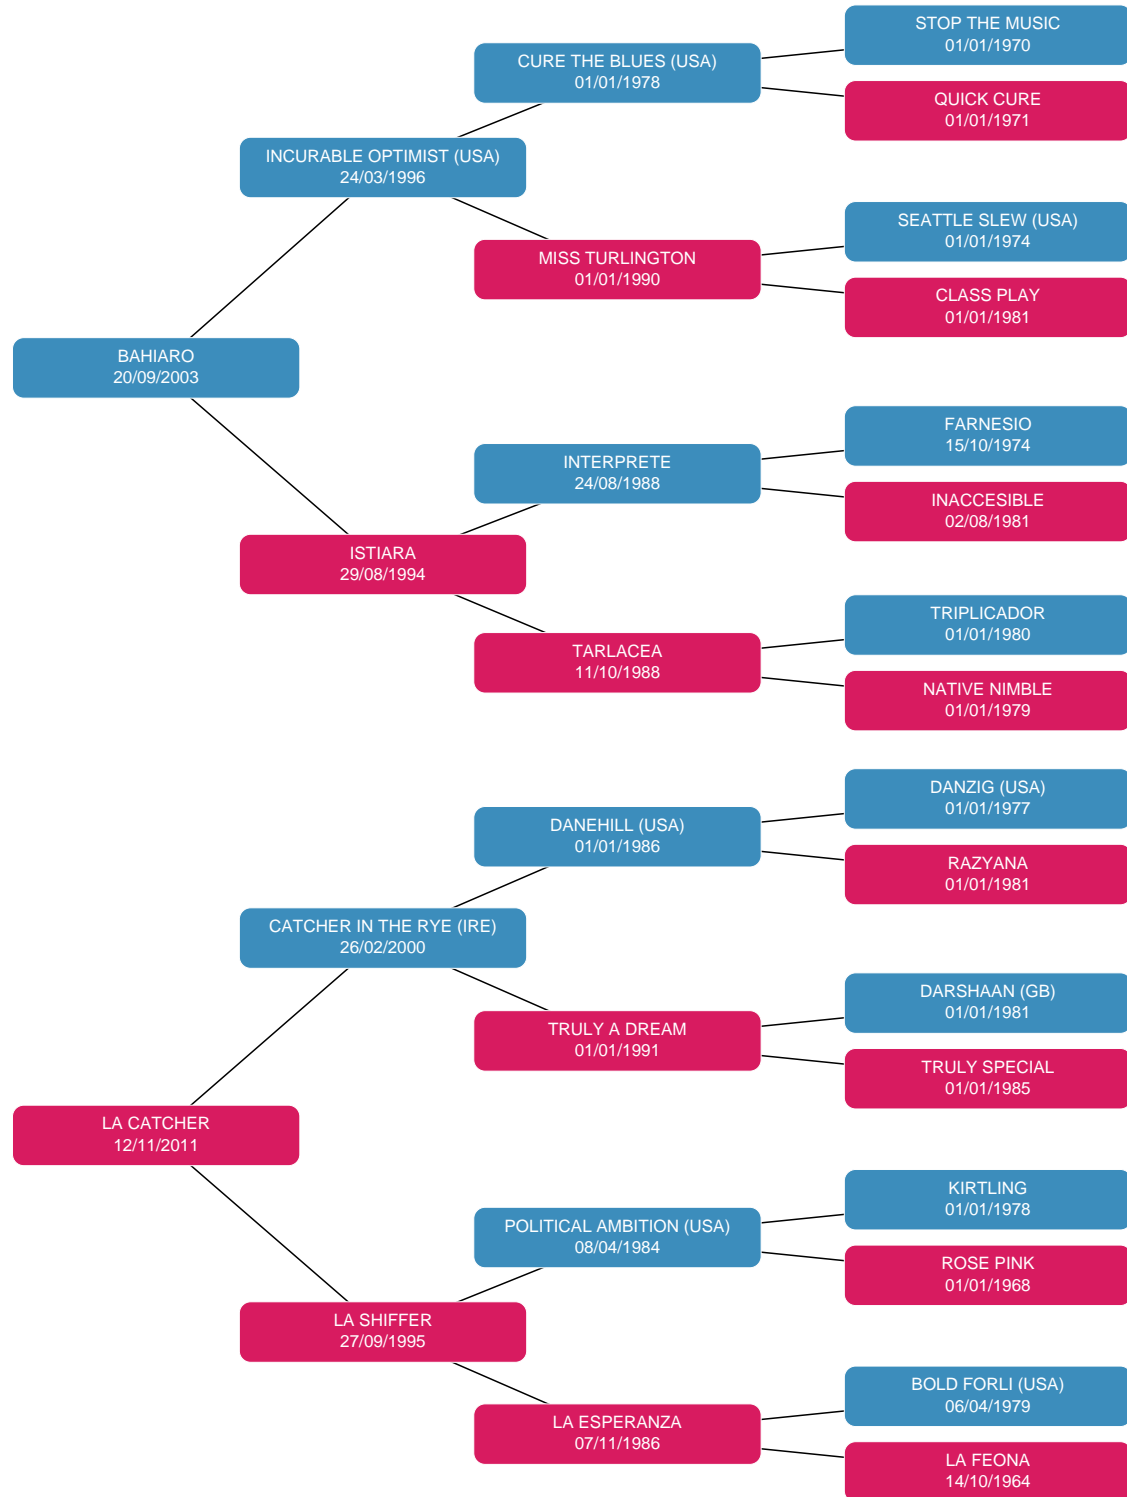 STOP THE MUSIC
01/01/1970
CURE THE BLUES (USA)
01/01/1978
QUICK CURE
01/01/1971
INCURABLE OPTIMIST (USA)
24/03/1996
SEATTLE SLEW (USA)
01/01/1974
MISS TURLINGTON
01/01/1990
CLASS PLAY
01/01/1981
BAHIARO
20/09/2003
FARNESIO
15/10/1974
INTERPRETE
24/08/1988
INACCESIBLE
02/08/1981
ISTIARA
29/08/1994
TRIPLICADOR
01/01/1980
TARLACEA
11/10/1988
NATIVE NIMBLE
01/01/1979
DANZIG (USA)
01/01/1977
DANEHILL (USA)
01/01/1986
RAZYANA
01/01/1981
CATCHER IN THE RYE (IRE)
26/02/2000
DARSHAAN (GB)
01/01/1981
TRULY A DREAM
01/01/1991
TRULY SPECIAL
01/01/1985
LA CATCHER
12/11/2011
KIRTLING
01/01/1978
POLITICAL AMBITION (USA)
08/04/1984
ROSE PINK
01/01/1968
LA SHIFFER
27/09/1995
BOLD FORLI (USA)
06/04/1979
LA ESPERANZA
07/11/1986
LA FEONA
14/10/1964